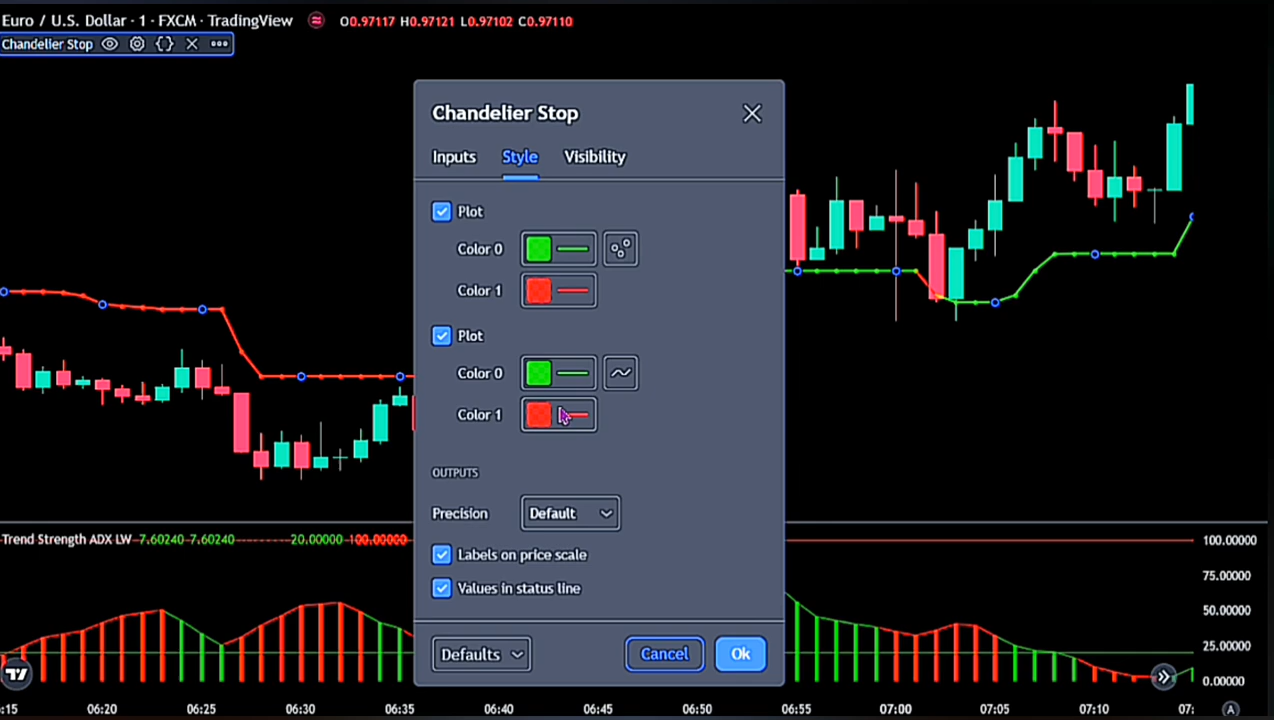 Euro / U.S. Dollar · 1 · FXCM · TradingView O0.97117 H0.97121 L0.97102 C0.97110
Chandelier Stop
Chandelier Stop
Inputs Style Visibility
Plot
Color 0
Color 1
Plot
Color 0
Color 1
OUTPUTS
Precision Default
Labels on price scale
Values in status line
Defaults Cancel Ok
Trend Strength ADX LW 7.60240 7.60240 20.00000 100.00000
100.00000
75.00000
50.00000
25.00000
0.00000
:15 06:20 06:25 06:30 06:35 06:40 06:45 06:50 06:55 07:00 07:05 07:10 07: A